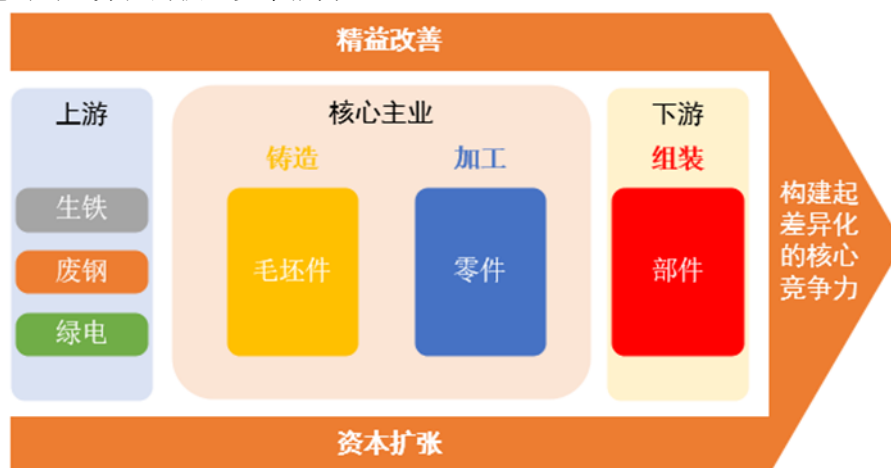 精益改善
上游
核心主业
下游
铸造
加工
组装
生铁
废钢
绿电
毛坯件
零件
部件
构建起
差异化
的核心
竞争力
资本扩张